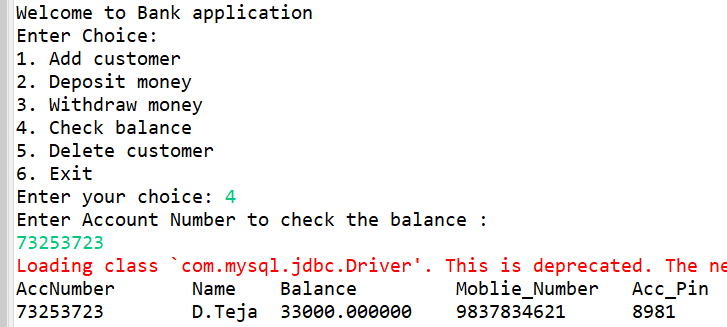 Welcome to Bank application
Enter Choice:
1. Add customer
2. Deposit money
3. Withdraw money
4. Check balance
5. Delete customer
6. Exit
Enter your choice: 4
Enter Account Number to check the balance :
73253723
Loading class `com.mysql.jdbc.Driver'. This is deprecated. The ne
AccNumber Name Balance Moblie_Number Acc_Pin
73253723 D.Teja 33000.000000 9837834621 8981